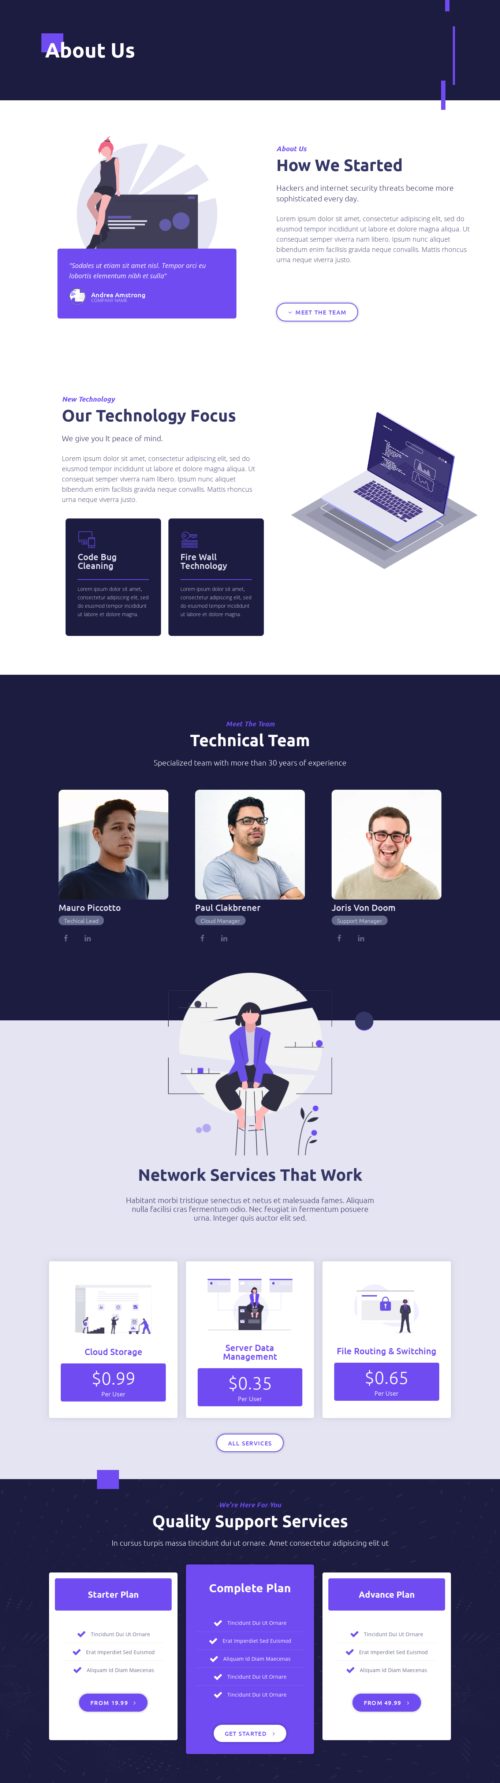 About Us
About Us
How We Started
Hackers and internet security threats become more
sophisticated every day.
Lorem ipsum dolor sit amet, consectetur adipiscing elit, sed do
eiusmod tempor incididunt ut labore et dolore magna aliqua. Ut
consequat semper viverra nam libero. Ipsum nunc aliquet
bibendum enim facilisis gravida neque convallis. Mattis rhoncus
urna neque viverra justo.
"Sodales ut etiam sit amet nisl. Tempor orci eu
lobortis elementum nibh et sulla"
Andrea Amstrong
COMPANY NAME
MEET THE TEAM
New Technology
Our Technology Focus
We give you It peace of mind.
Lorem ipsum dolor sit amet, consectetur adipiscing elit, sed do
eiusmod tempor incididunt ut labore et dolore magna aliqua. Ut
consequat semper viverra nam libero. Ipsum nunc aliquet
bibendum enim facilisis gravida neque convallis. Mattis rhoncus
urna neque viverra justo.
Code Bug
Cleaning
Lorem ipsum dolor sit amet,
consectetur adipiscing elit, sed
do eiusmod tempor incididunt
ut labore et dolore magna.
Fire Wall
Technology
Lorem ipsum dolor sit amet,
consectetur adipiscing elit, sed
do eiusmod tempor incididunt
ut labore et dolore magna.
Meet The Team
Technical Team
Specialized team with more than 30 years of experience
Mauro Piccotto
Techical Lead
Paul Clakbrener
Cloud Manager
Joris Von Doom
Support Manager
Network Services That Work
Habitant morbi tristique senectus et netus et malesuada fames. Aliquam
nulla facilisi cras fermentum odio. Nec feugiat in fermentum posuere
urna. Integer quis auctor elit sed.
Cloud Storage
$0.99
Per User
Server Data
Management
$0.35
Per User
File Routing & Switching
$0.65
Per User
ALL SERVICES
We're Here For You
Quality Support Services
In cursus turpis massa tincidunt dui ut ornare. Amet consectetur adipiscing elit ut
Starter Plan
Tincidunt Dui Ut Ornare
Erat Imperdiet Sed Euismod
Aliquam Id Diam Maecenas
FROM 19.99
Complete Plan
Tincidunt Dui Ut Ornare
Erat Imperdiet Sed Euismod
Aliquam Id Diam Maecenas
Tincidunt Dui Ut Ornare
Tincidunt Dui Ut Ornare
GET STARTED
Advance Plan
Tincidunt Dui Ut Ornare
Erat Imperdiet Sed Euismod
Aliquam Id Diam Maecenas
FROM 49.99